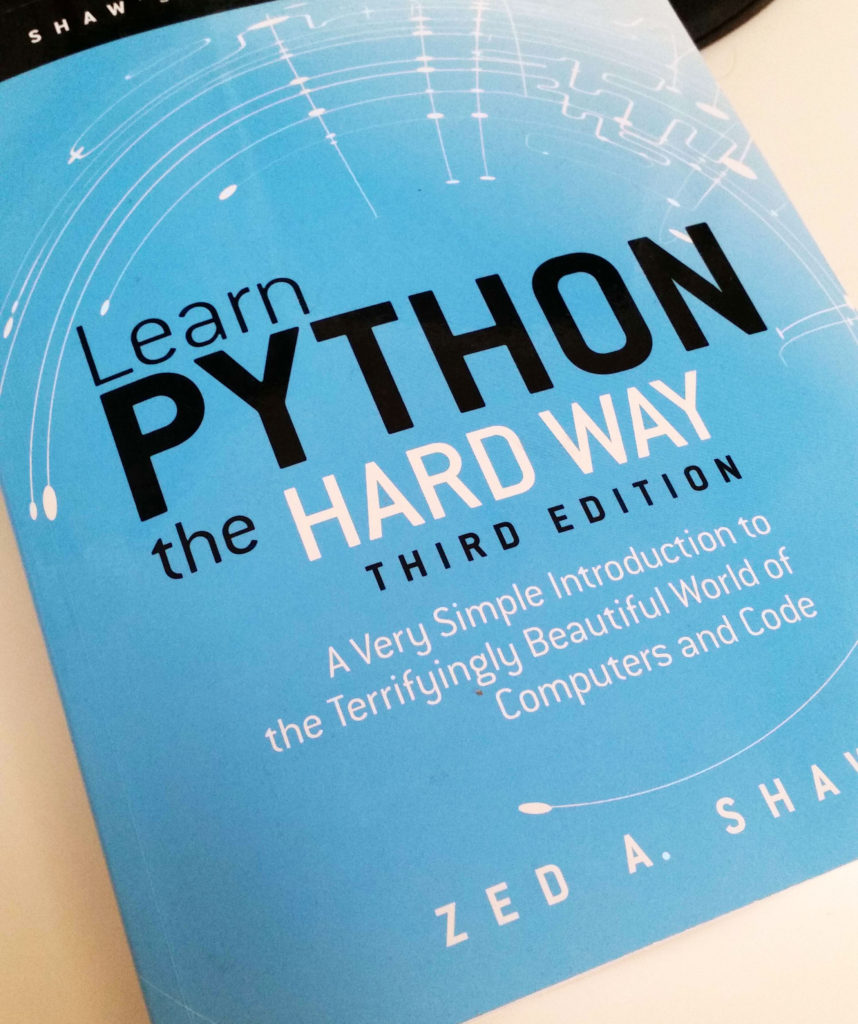 SHAW'S
Learn
PYTHON
the HARD WAY
THIRD EDITION
A Very Simple Introduction to
the Terrifyingly Beautiful World of
Computers and Code
ZED A. SHAW